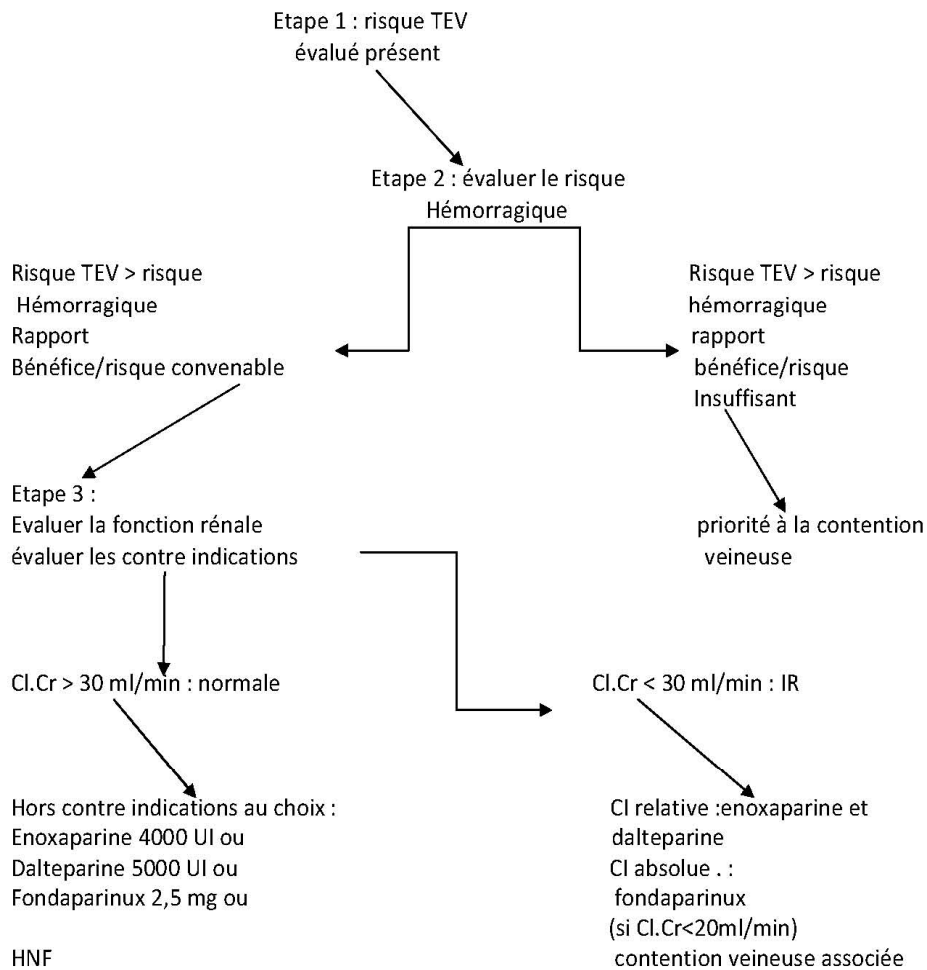 Etape 1 : risque TEV
évalué présent
Etape 2 : évaluer le risque
Hémorragique
Risque TEV > risque
Hémorragique
Rapport
Bénéfice/risque convenable
Risque TEV > risque
hémorragique
rapport
bénéfice/risque
Insuffisant
Etape 3 :
Evaluer la fonction rénale
évaluer les contre indications
priorité à la contention
veineuse
Cl.Cr > 30 ml/min : normale
Cl.Cr < 30 ml/min : IR
Hors contre indications au choix :
Enoxaparine 4000 UI ou
Dalteparine 5000 UI ou
Fondaparinux 2,5 mg ou
HNF
CI relative :enoxaparine et
dalteparine
CI absolue . :
fondaparinux
(si Cl.Cr<20ml/min)
contention veineuse associée